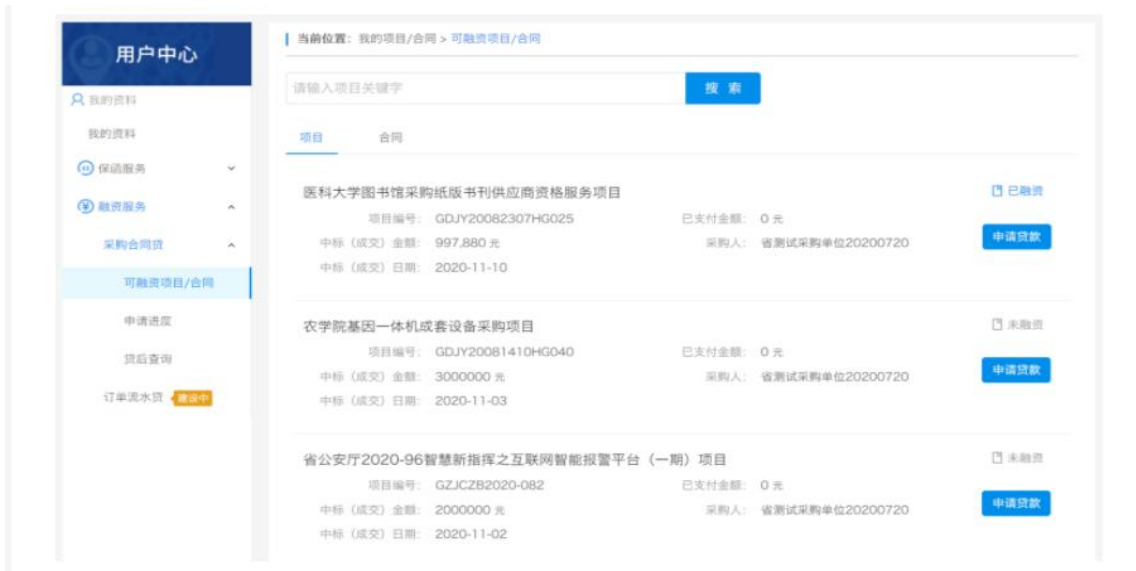 用户中心
我的资料
我的资料
保函服务
融资服务
采购合同贷
可融资项目/合同
申请进度
贷后查询
订单流水贷 建设中
当前位置: 我的项目/合同 > 可融资项目/合同
请输入项目关键字
搜 索
项目 合同
医科大学图书馆采购纸版书刊供应商资格服务项目 已融资
项目编号: GDJY20082307HG025 已支付金额: 0 元
中标（成交）金额: 997,880 元 采购人: 省测试采购单位20200720 申请贷款
中标（成交）日期: 2020-11-10
农学院基因一体机成套设备采购项目 未融资
项目编号: GDJY20081410HG040 已支付金额: 0 元
中标（成交）金额: 3000000 元 采购人: 省测试采购单位20200720 申请贷款
中标（成交）日期: 2020-11-03
省公安厅2020-96智慧新指挥之互联网智能报警平台（一期）项目 未融资
项目编号: GZJCZB2020-082 已支付金额: 0 元
中标（成交）金额: 2000000 元 采购人: 省测试采购单位20200720 申请贷款
中标（成交）日期: 2020-11-02